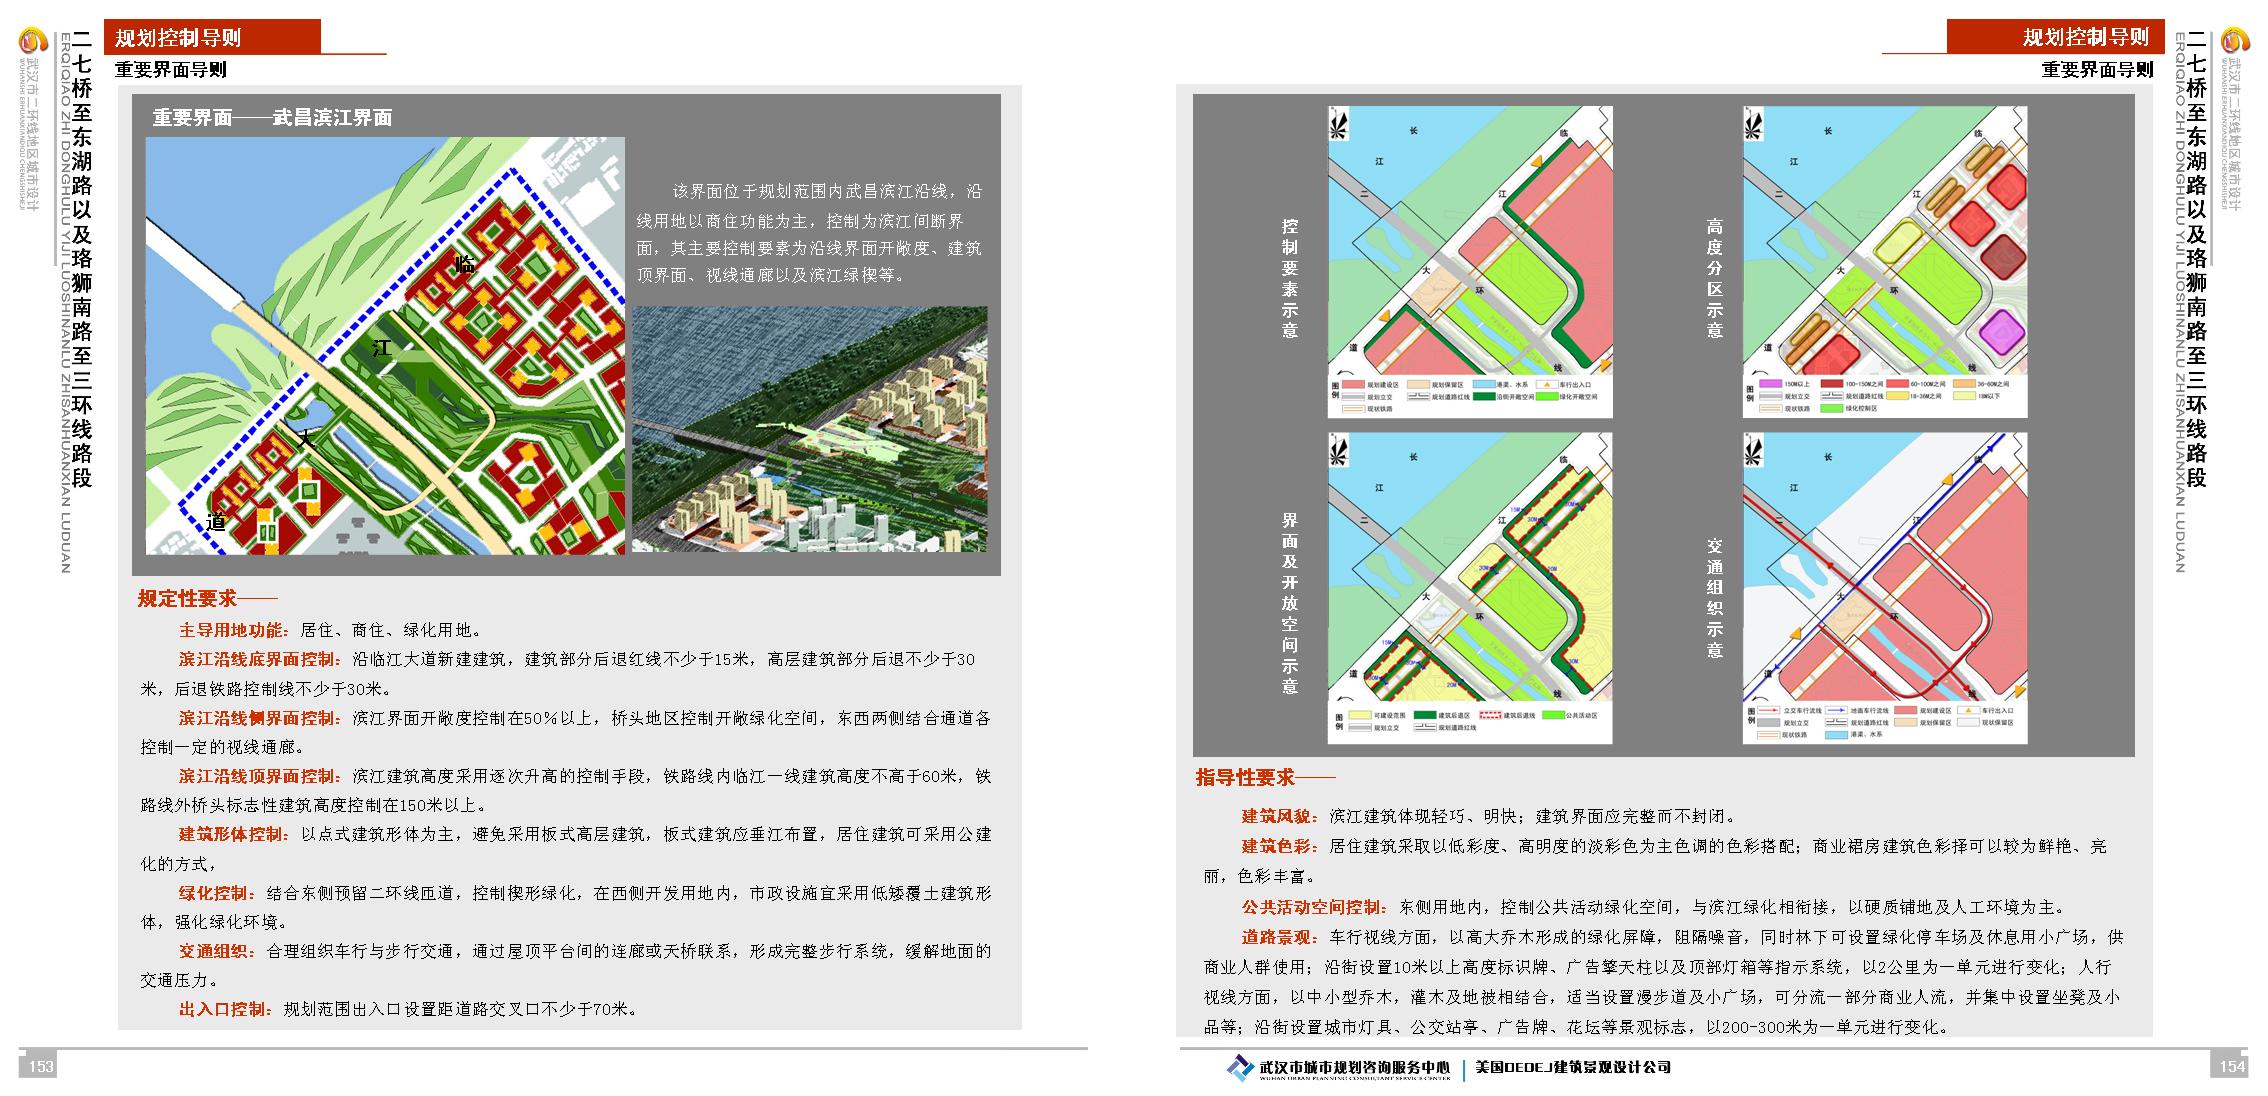 规划控制导则
重要界面导则
二七桥至东湖路以及珞狮南路至三环线路段
ERQIQIAO ZHI DONGHULU YIJI LUOSHINANLU ZHISANHUANXIAN LUDUAN
武汉市二环线地区城市设计
WUHANSHI ERHUANXIANDIQU CHENGSHISHEJI
重要界面——武昌滨江界面
临
江
大
道
该界面位于规划范围内武昌滨江沿线，沿
线用地以商住功能为主，控制为滨江间断界
面，其主要控制要素为沿线界面开敞度、建筑
顶界面、视线通廊以及滨江绿楔等。
规定性要求——
主导用地功能：居住、商住、绿化用地。
滨江沿线底界面控制：沿临江大道新建建筑，建筑部分后退红线不少于15米，高层建筑部分后退不少于30
米，后退铁路控制线不少于30米。
滨江沿线侧界面控制：滨江界面开敞度控制在50%以上，桥头地区控制开敞绿化空间，东西两侧结合通道各
控制一定的视线通廊。
滨江沿线顶界面控制：滨江建筑高度采用逐次升高的控制手段，铁路线内临江一线建筑高度不高于60米，铁
路线外桥头标志性建筑高度控制在150米以上。
建筑形体控制：以点式建筑形体为主，避免采用板式高层建筑，板式建筑应垂江布置，居住建筑可采用公建
化的方式，
绿化控制：结合东侧预留二环线匝道，控制楔形绿化，在西侧开发用地内，市政设施宜采用低矮覆土建筑形
体，强化绿化环境。
交通组织：合理组织车行与步行交通，通过屋顶平台间的连廊或天桥联系，形成完整步行系统，缓解地面的
交通压力。
出入口控制：规划范围出入口设置距道路交叉口不少于70米。
153
规划控制导则
重要界面导则
二七桥至东湖路以及珞狮南路至三环线路段
ERQIQIAO ZHI DONGHULU YIJI LUOSHINANLU ZHISANHUANXIAN LUDUAN
武汉市二环线地区城市设计
WUHANSHI ERHUANXIANDIQU CHENGSHISHEJI
控制要素示意
长
江
二
环
线
临
江
大
道
图例
规划建设区
规划保留区
港渠、水系
车行出入口
规划立交
规划道路红线
沿街开敞空间
绿化开敞空间
现状铁路
高度分区示意
长
江
环
线
临
江
大
道
图例
150M以上
100-150M之间
60-100M之间
36-60M之间
规划立交
规划道路红线
18-36M之间
18M以下
现状铁路
绿化控制区
界面及开放空间示意
长
江
二
环
线
临
江
大
道
15M
30M
30M
20M
30M
15M
30M
20M
图例
可建设范围
建筑后退区
建筑后退线
公共活动区
规划立交
规划道路红线
交通组织示意
长
江
二
环
线
临
江
大
道
图例
立交车行流线
地面车行流线
规划建设区
车行出入口
规划立交
规划道路红线
规划保留区
现状保留区
现状铁路
港渠、水系
指导性要求——
建筑风貌：滨江建筑体现轻巧、明快；建筑界面应完整而不封闭。
建筑色彩：居住建筑采取以低彩度、高明度的淡彩色为主色调的色彩搭配；商业裙房建筑色彩择可以较为鲜艳、亮
丽，色彩丰富。
公共活动空间控制：东侧用地内，控制公共活动绿化空间，与滨江绿化相衔接，以硬质铺地及人工环境为主。
道路景观：车行视线方面，以高大乔木形成的绿化屏障，阻隔噪音，同时林下可设置绿化停车场及休息用小广场，供
商业人群使用；沿街设置10米以上高度标识牌、广告擎天柱以及顶部灯箱等指示系统，以2公里为一单元进行变化；人行
视线方面，以中小型乔木，灌木及地被相结合，适当设置漫步道及小广场，可分流一部分商业人流，并集中设置坐凳及小
品等；沿街设置城市灯具、公交站亭、广告牌、花坛等景观标志，以200-300米为一单元进行变化。
武汉市城市规划咨询服务中心
WUHAN URBAN PLANNING CONSULTANT SERVICE CENTER
美国DEDEJ建筑景观设计公司
154